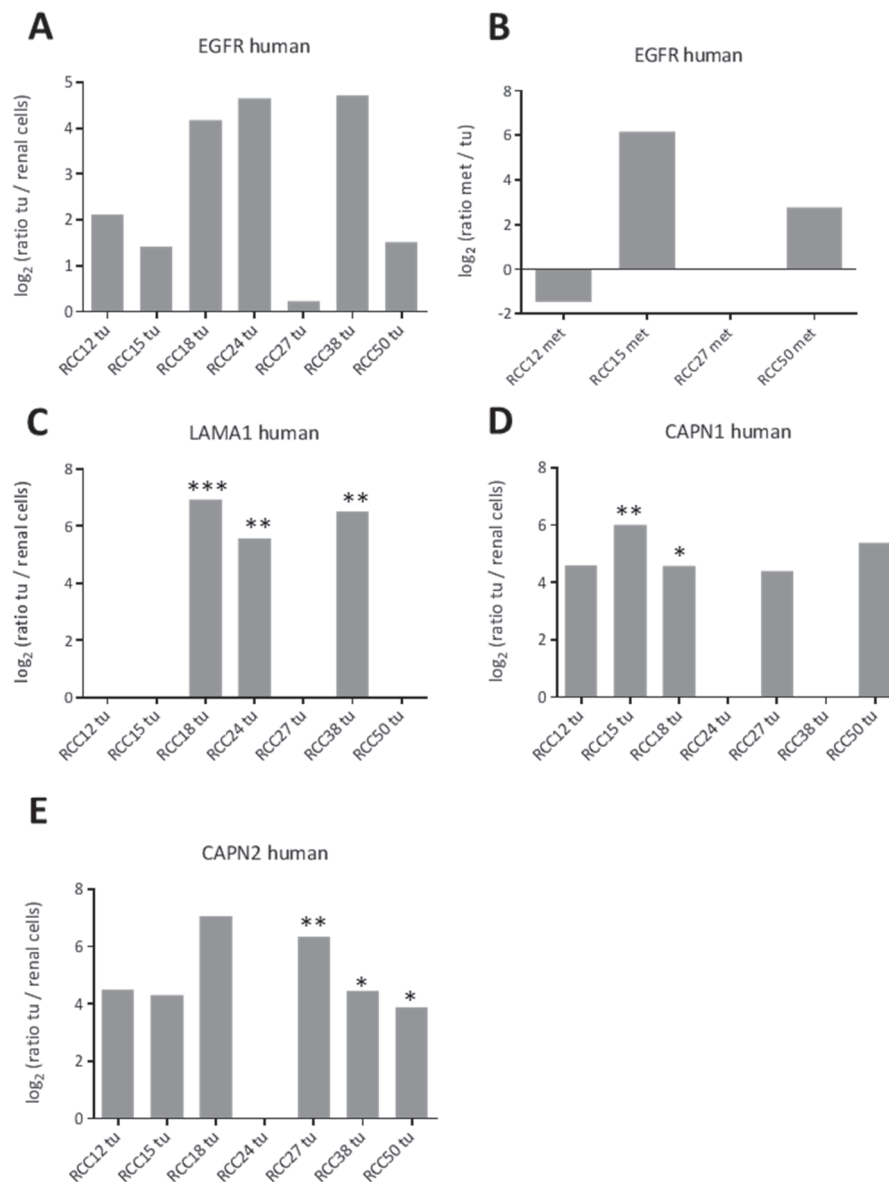 A
EGFR human
log₂ (ratio tu / renal cells)
5
4
3
2
1
0
RCC12 tu
RCC15 tu
RCC18 tu
RCC24 tu
RCC27 tu
RCC38 tu
RCC50 tu
B
EGFR human
log₂ (ratio met / tu)
8
6
4
2
0
-2
RCC12 met
RCC15 met
RCC27 met
RCC50 met
C
LAMA1 human
log₂ (ratio tu / renal cells)
8
6
4
2
0
***
**
**
RCC12 tu
RCC15 tu
RCC18 tu
RCC24 tu
RCC27 tu
RCC38 tu
RCC50 tu
D
CAPN1 human
log₂ (ratio tu / renal cells)
8
6
4
2
0
**
*
RCC12 tu
RCC15 tu
RCC18 tu
RCC24 tu
RCC27 tu
RCC38 tu
RCC50 tu
E
CAPN2 human
log₂ (ratio tu / renal cells)
8
6
4
2
0
**
*
*
RCC12 tu
RCC15 tu
RCC18 tu
RCC24 tu
RCC27 tu
RCC38 tu
RCC50 tu